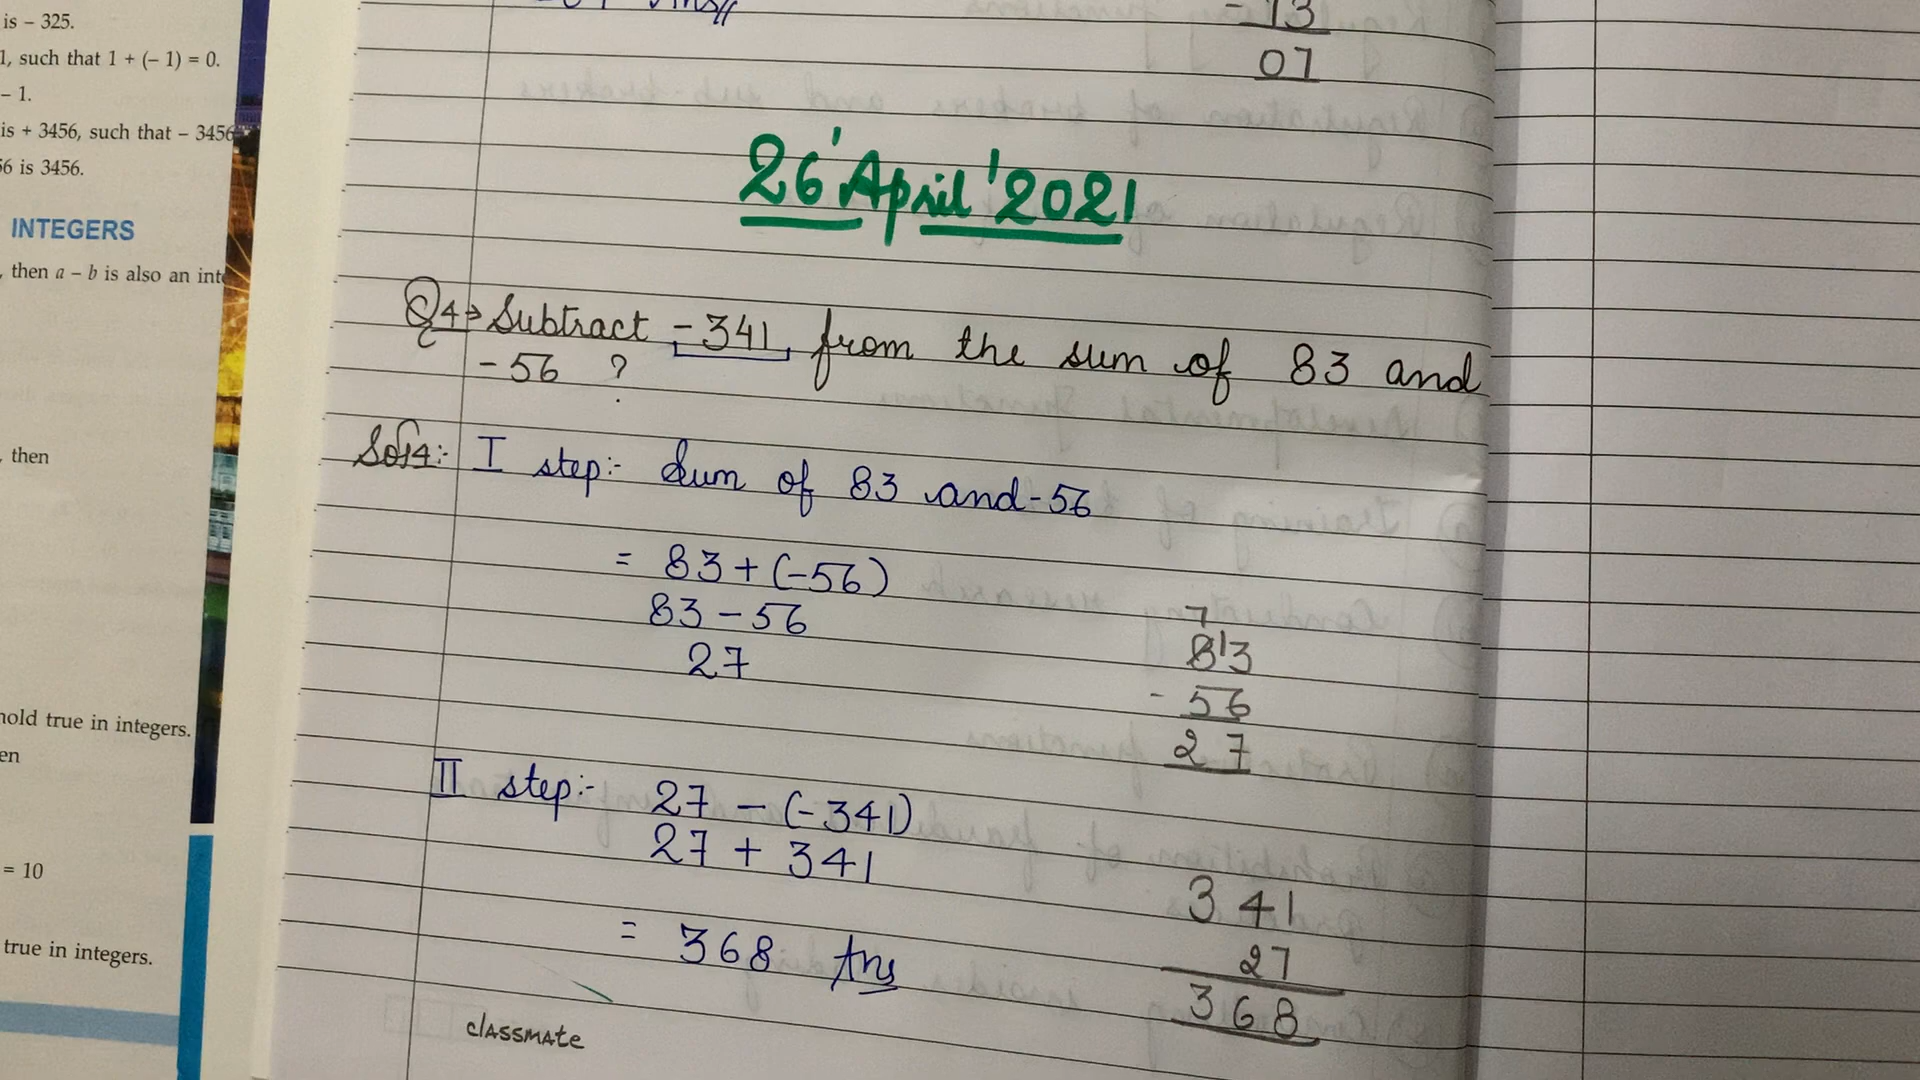 is – 325.
1, such that 1 + (– 1) = 0.
– 1.
is + 3456, such that – 3456
56 is 3456.
INTEGERS
, then a – b is also an inte
, then
hold true in integers.
en
= 10
true in integers.
- 13
07
26' April '2021
Q4→ Subtract -341 from the sum of 83 and
-56 ?
Sol4:- I step:- Sum of 83 and -56
= 83+(-56)
83 - 56
27
7
813
- 56
27
II step:- 27 - (-341)
27 + 341
= 368 Ans
341
27
368
classmate